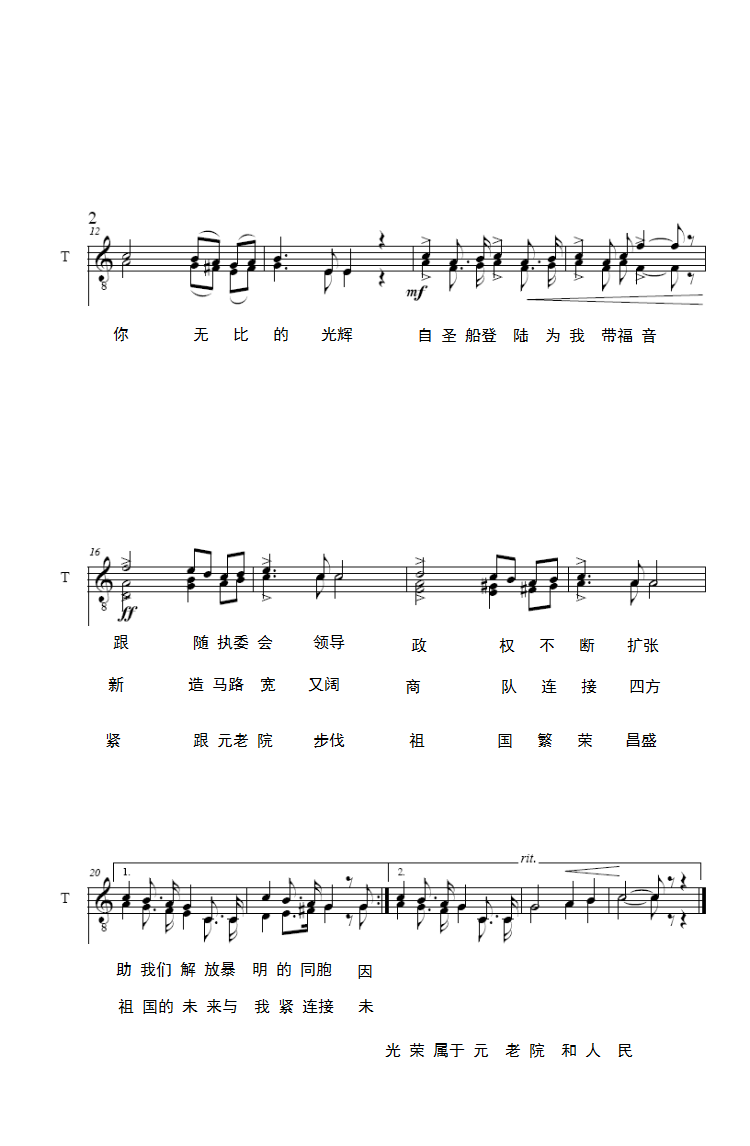 2
12
T
8
mf
你 无 比 的 光辉 自 圣 船登 陆 为 我 带福 音
16
T
8
ff
跟 随 执委 会 领导 政 权 不 断 扩张
新 造 马路 宽 又阔 商 队 连 接 四方
紧 跟 元老 院 步伐 祖 国 繁 荣 昌盛
rit.
20
1.
2.
T
8
助 我们 解 放暴 明 的 同胞 因
祖 国的 未 来与 我 紧 连接 未
光 荣 属于 元 老 院 和 人 民